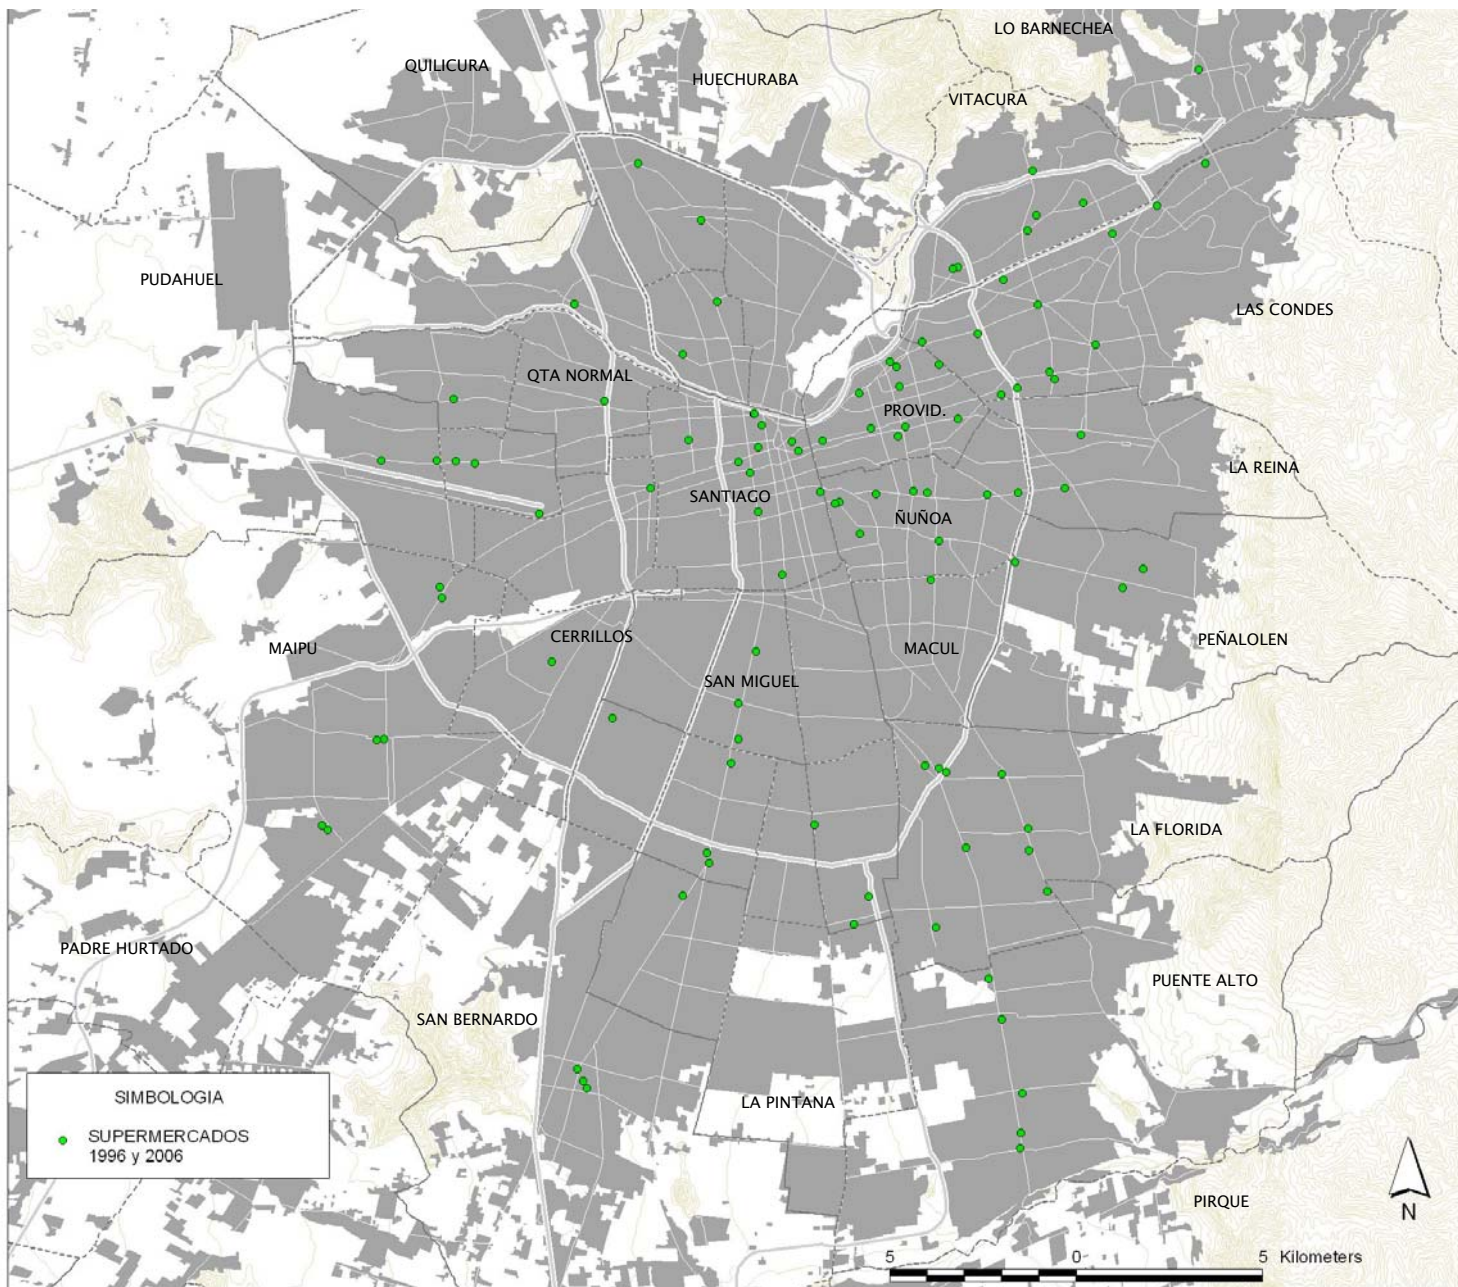 LO BARNECHEA
QUILICURA
HUECHURABA
VITACURA
PUDAHUEL
LAS CONDES
QTA NORMAL
PROVID.
LA REINA
SANTIAGO
ÑUÑOA
CERRILLOS
PEÑALOLEN
MAIPU
MACUL
SAN MIGUEL
LA FLORIDA
PADRE HURTADO
PUENTE ALTO
SAN BERNARDO
SIMBOLOGIA
SUPERMERCADOS
1996 y 2006
LA PINTANA
PIRQUE
N
5 0 5 Kilometers